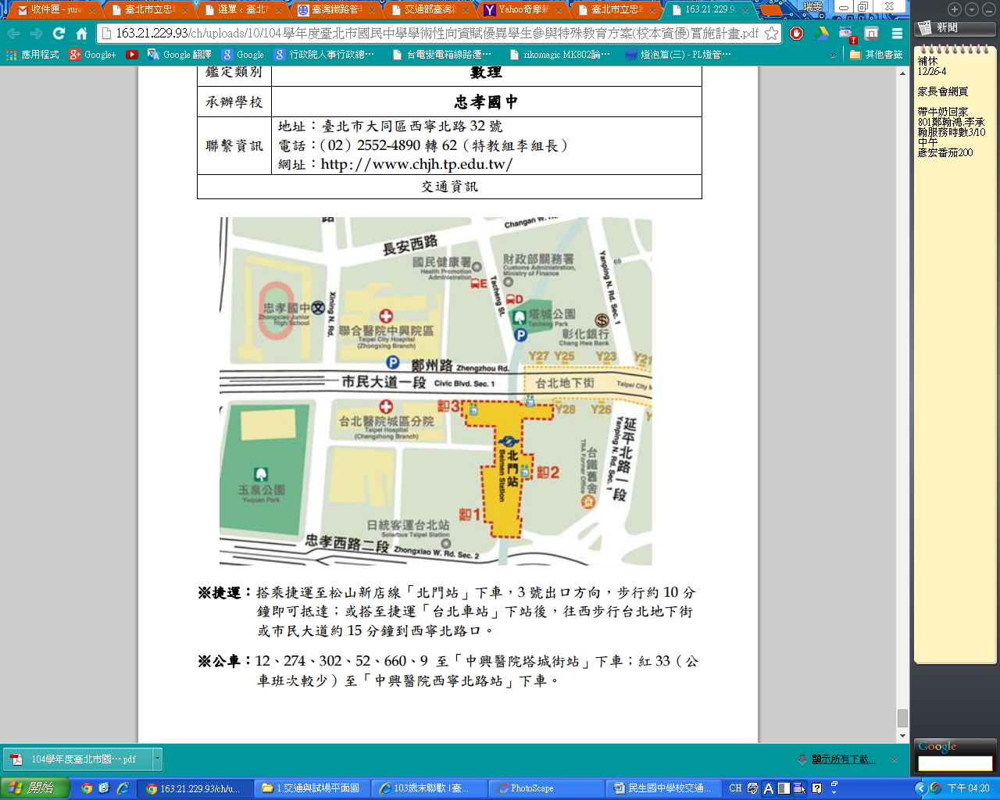 收件匣 - juiw
臺北市立忠孝
選單 ‹ 臺北市
臺灣鐵路管理
交通部臺灣鐵
Yahoo奇摩新
臺北市立忠孝
163.21.229.9
瑞雯
163.21.229.93/ch/uploads/10/104學年度臺北市國民中學學術性向資賦優異學生參與特殊教育方案(校本資優)實施計畫.pdf
應用程式 Google+ Google 翻譯 Google 行政院人事行政總… 台電變電箱線路遷… rikomagic MK802論… 燈泡篇(三) - PL燈管… » 其他書籤
鑑定類別 數理
承辦學校 忠孝國中
聯繫資訊
地址：臺北市大同區西寧北路 32 號
電話：（02）2552-4890 轉 62（特教組李組長）
網址：http://www.chjh.tp.edu.tw/
交通資訊
路
Changan W. R
長安西路
國民健康署
Health Promotion
Administration
財政部關務署
Customs Administration,
Ministry of Finance
Yanping N. Rd. Sec. 1
69
E
D
Tacheng St.
忠孝國中
Zhongxiao Junior
High School
文
Xining N. Rd.
聯合醫院中興院區
Taipei City Hospital
(Zhongxing Branch)
塔城公園
Tacheng Park
P
彰化銀行
Chang Hwa Bank
Y27 Y25 Y23 Y21
P
鄭州路 Zhengzhou Rd.
市民大道一段 Civic Blvd. Sec. 1
台北地下街 Taipei City M
出口3
Y28 Y26 Y
台北醫院城區分院
Taipei Hospital
(Chengzhong Branch)
北門站
Beimen Station
出口2
台鐵舊舍
TRA Former Office
延平北路一段
Yanping N. Rd. Sec. 1
玉泉公園
Yuquan Park
出口1
日統客運台北站
Solarbus Taipei Station
忠孝西路二段 Zhongxiao W. Rd. Sec. 2
※捷運：搭乘捷運至松山新店線「北門站」下車，3 號出口方向，步行約 10 分
鐘即可抵達；或搭至捷運「台北車站」下站後，往西步行台北地下街
或市民大道約 15 分鐘到西寧北路口。
※公車：12、274、302、52、660、9 至「中興醫院塔城街站」下車；紅 33（公
車班次較少）至「中興醫院西寧北路站」下車。
新聞
補休
12/26-4
家長會網頁
帶牛奶回家
801鄭翰鴻.李承
翰服務時數3/10
中午
彥宏番茄200
Google
104學年度臺北市國….pdf
顯示所有下載...
開始
163.21.229.93/ch/u...
1.交通與試場平面圖
103歲末聯歡 | 臺...
PhotoScape
民生國中學校交通...
CH
下午 04:20